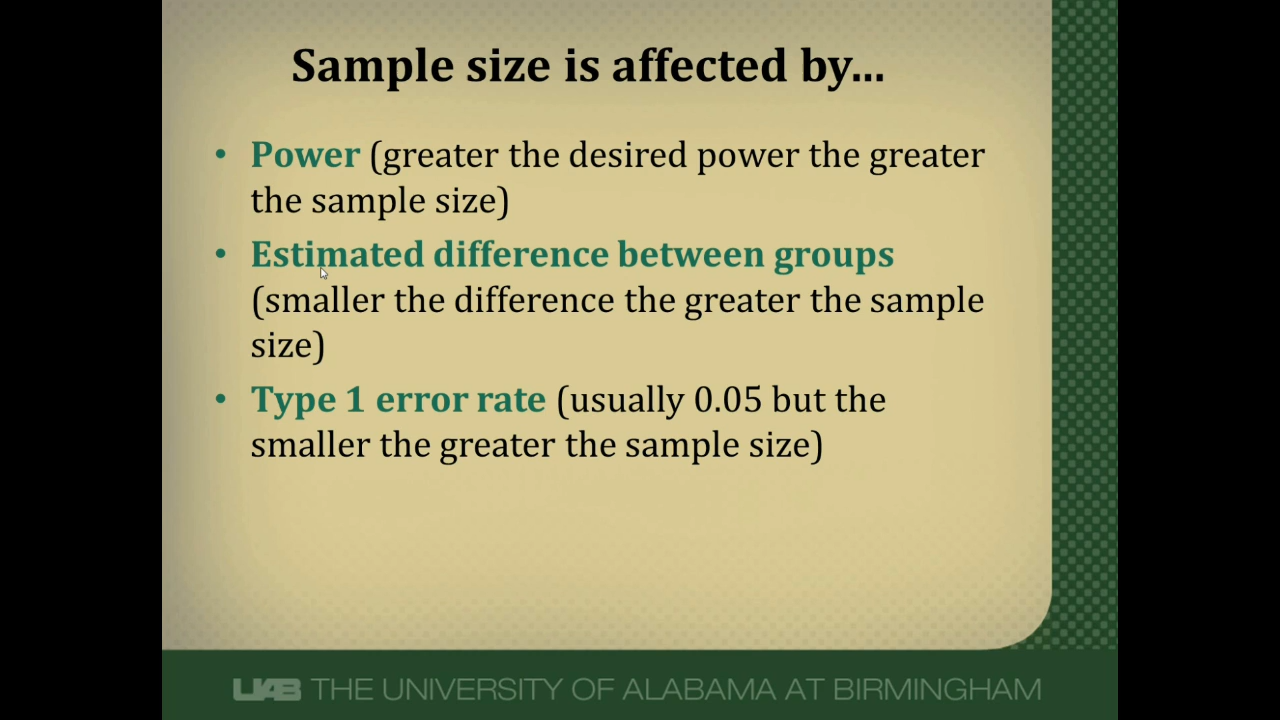 Sample size is affected by...
• Power (greater the desired power the greater
the sample size)
• Estimated difference between groups
(smaller the difference the greater the sample
size)
• Type 1 error rate (usually 0.05 but the
smaller the greater the sample size)
UAB THE UNIVERSITY OF ALABAMA AT BIRMINGHAM